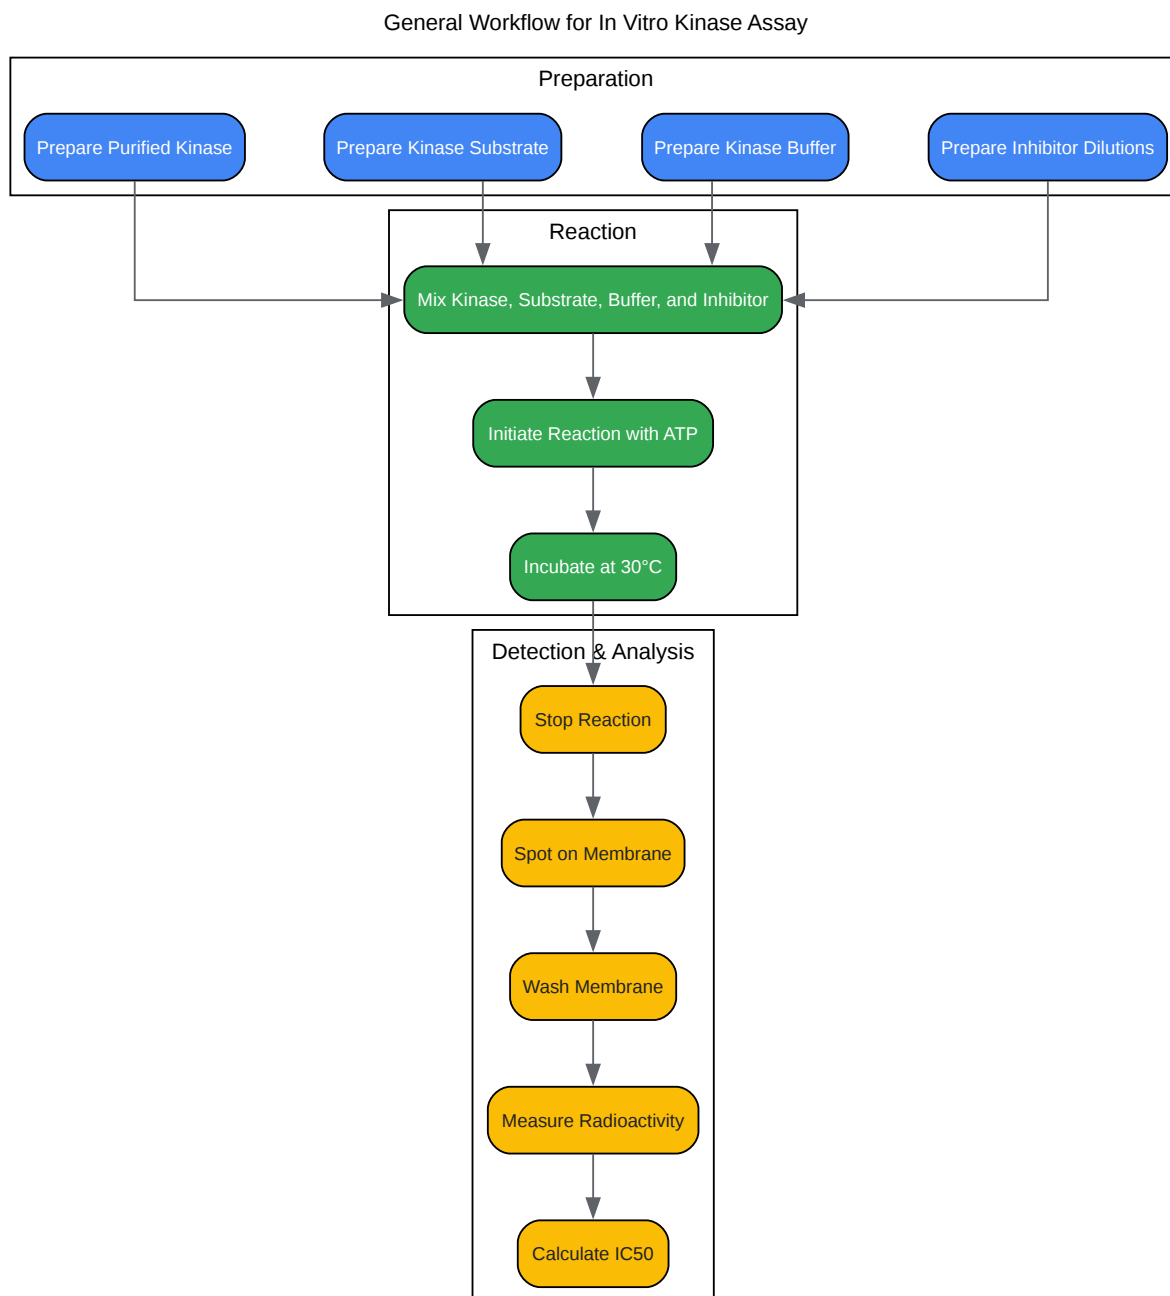 General Workflow for In Vitro Kinase Assay
Preparation
Prepare Purified Kinase
Prepare Kinase Substrate
Prepare Kinase Buffer
Prepare Inhibitor Dilutions
Reaction
Mix Kinase, Substrate, Buffer, and Inhibitor
Initiate Reaction with ATP
Incubate at 30°C
Detection & Analysis
Stop Reaction
Spot on Membrane
Wash Membrane
Measure Radioactivity
Calculate IC50